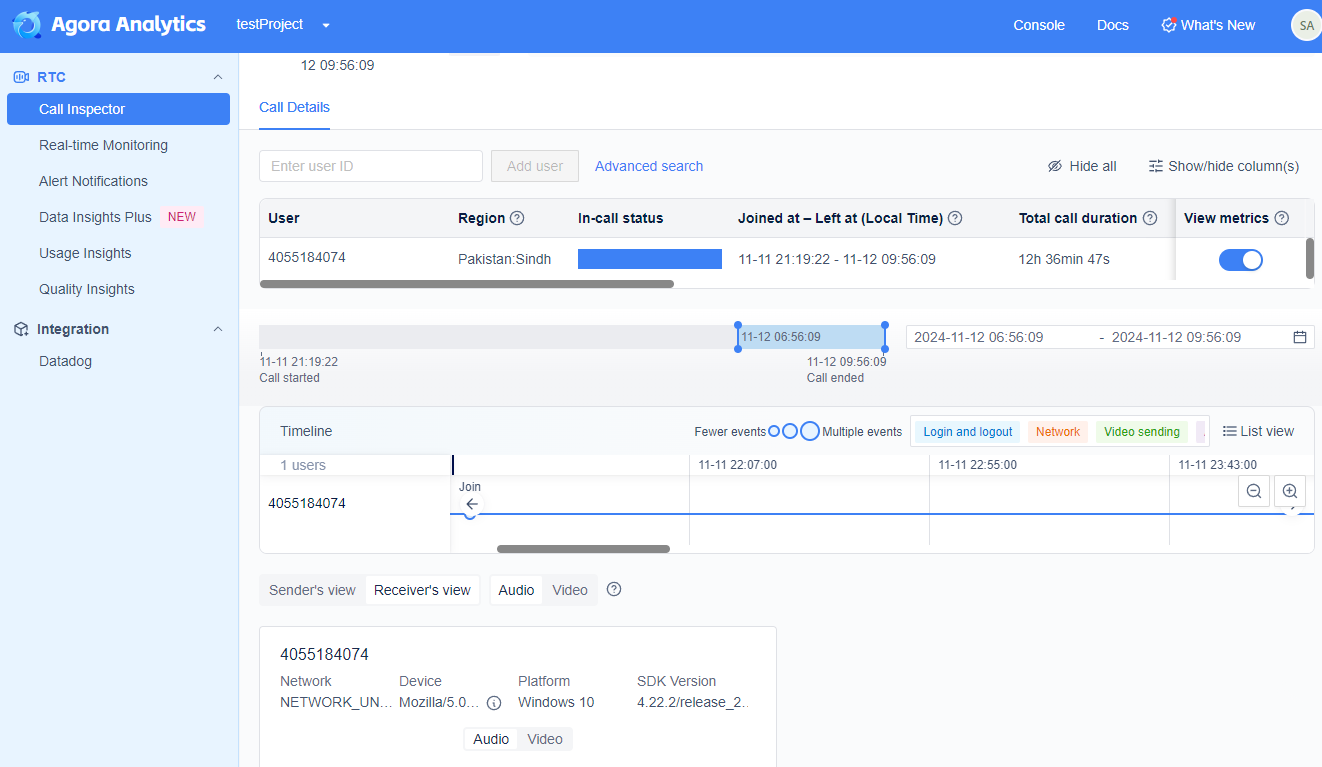 Agora Analytics
testProject
Console
Docs
What's New
SA
RTC
Call Inspector
Real-time Monitoring
Alert Notifications
Data Insights Plus NEW
Usage Insights
Quality Insights
Integration
Datadog
12 09:56:09
Call Details
Enter user ID
Add user
Advanced search
Hide all
Show/hide column(s)
User Region In-call status Joined at – Left at (Local Time) Total call duration View metrics
4055184074 Pakistan:Sindh 11-11 21:19:22 - 11-12 09:56:09 12h 36min 47s
11-12 06:56:09
2024-11-12 06:56:09 - 2024-11-12 09:56:09
11-11 21:19:22
Call started
11-12 09:56:09
Call ended
Timeline
Fewer events Multiple events
Login and logout Network Video sending
List view
1 users 11-11 22:07:00 11-11 22:55:00 11-11 23:43:00
Join
4055184074
Sender's view Receiver's view Audio Video
4055184074
Network Device Platform SDK Version
NETWORK_UN... Mozilla/5.0... Windows 10 4.22.2/release_2..
Audio Video